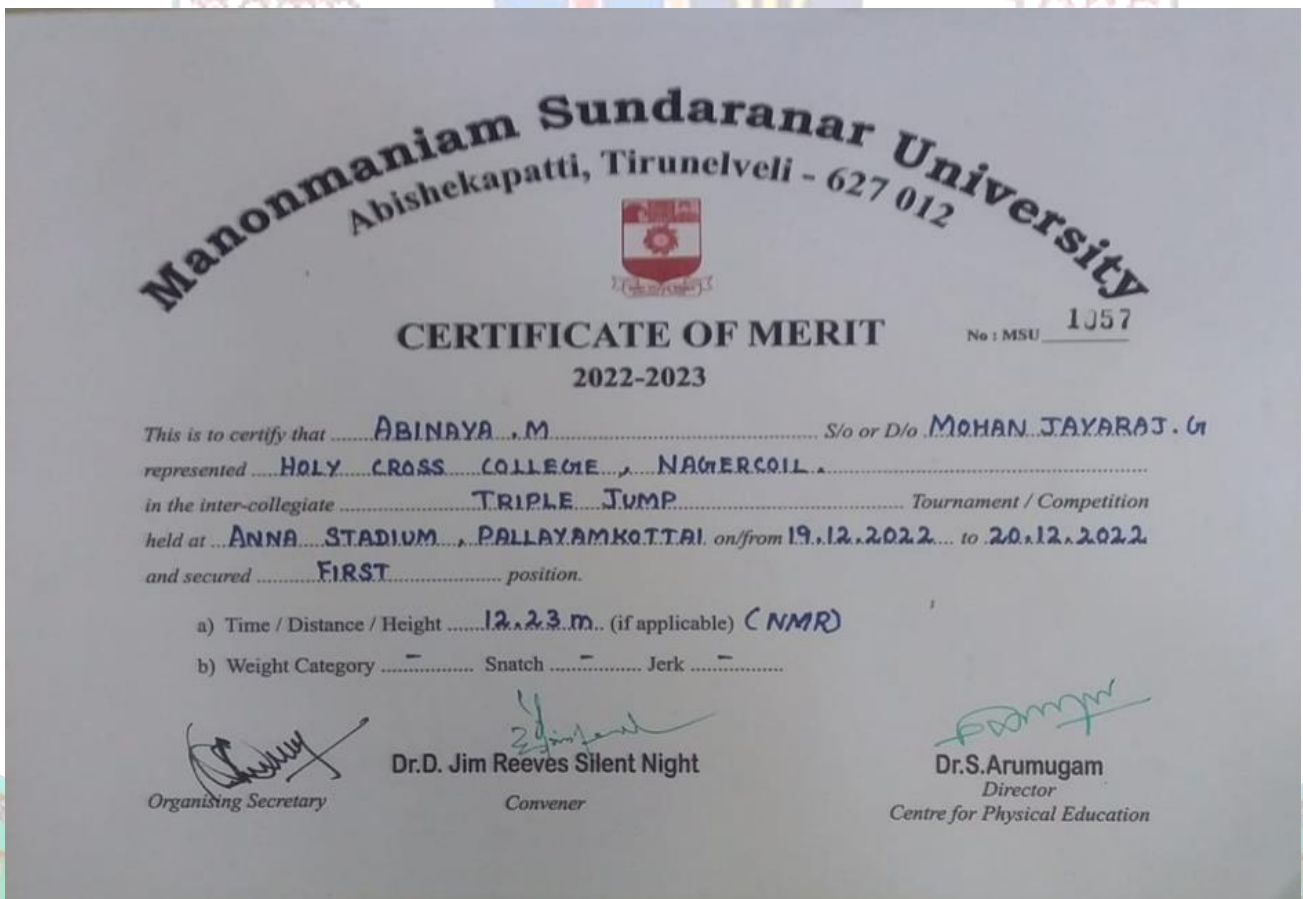 Manonmaniam Sundaranar University
Abishekapatti, Tirunelveli - 627 012
CERTIFICATE OF MERIT
No : MSU 1057
2022-2023
This is to certify that ABINAYA . M S/o or D/o MOHAN JAYARAJ. G
represented HOLY CROSS COLLEGE , NAGERCOIL.
in the inter-collegiate TRIPLE JUMP Tournament / Competition
held at ANNA STADIUM , PALLAYAMKOTTAI on/from 19.12.2022 to 20.12.2022
and secured FIRST position.
a) Time / Distance / Height 12.23 m (if applicable) (NMR)
b) Weight Category - Snatch - Jerk -
Dr.D. Jim Reeves Silent Night
Dr.S.Arumugam
Organising Secretary
Convener
Director
Centre for Physical Education